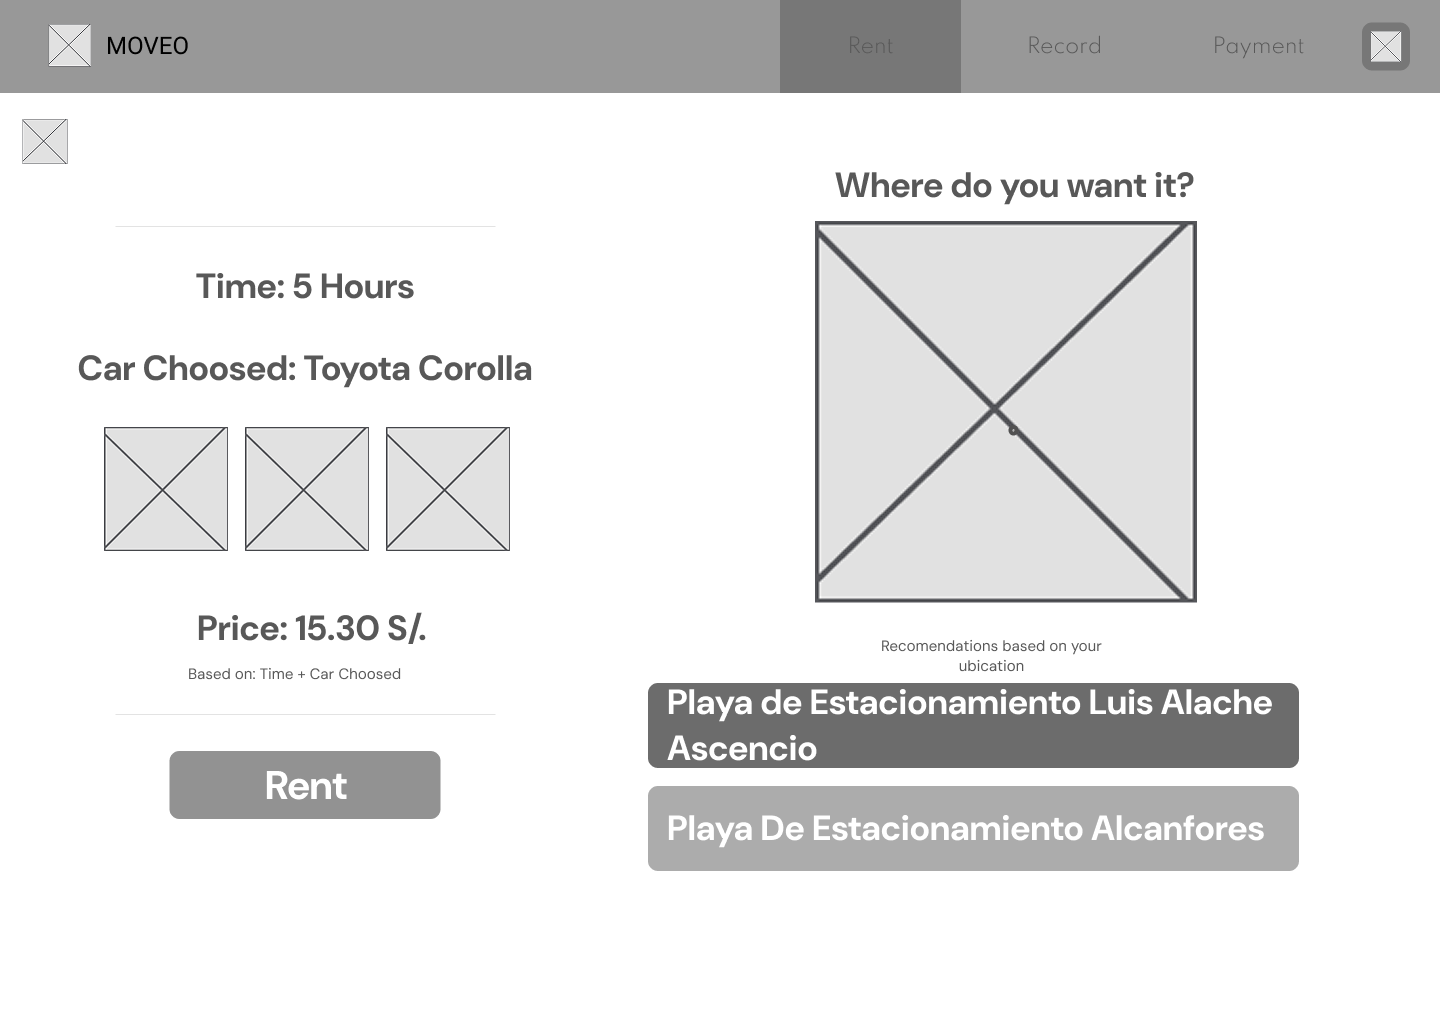 MOVEO
Rent
Record
Payment
Time: 5 Hours
Car Choosed: Toyota Corolla
Price: 15.30 S/.
Based on: Time + Car Choosed
Rent
Where do you want it?
Recomendations based on your
ubication
Playa de Estacionamiento Luis Alache
Ascencio
Playa De Estacionamiento Alcanfores